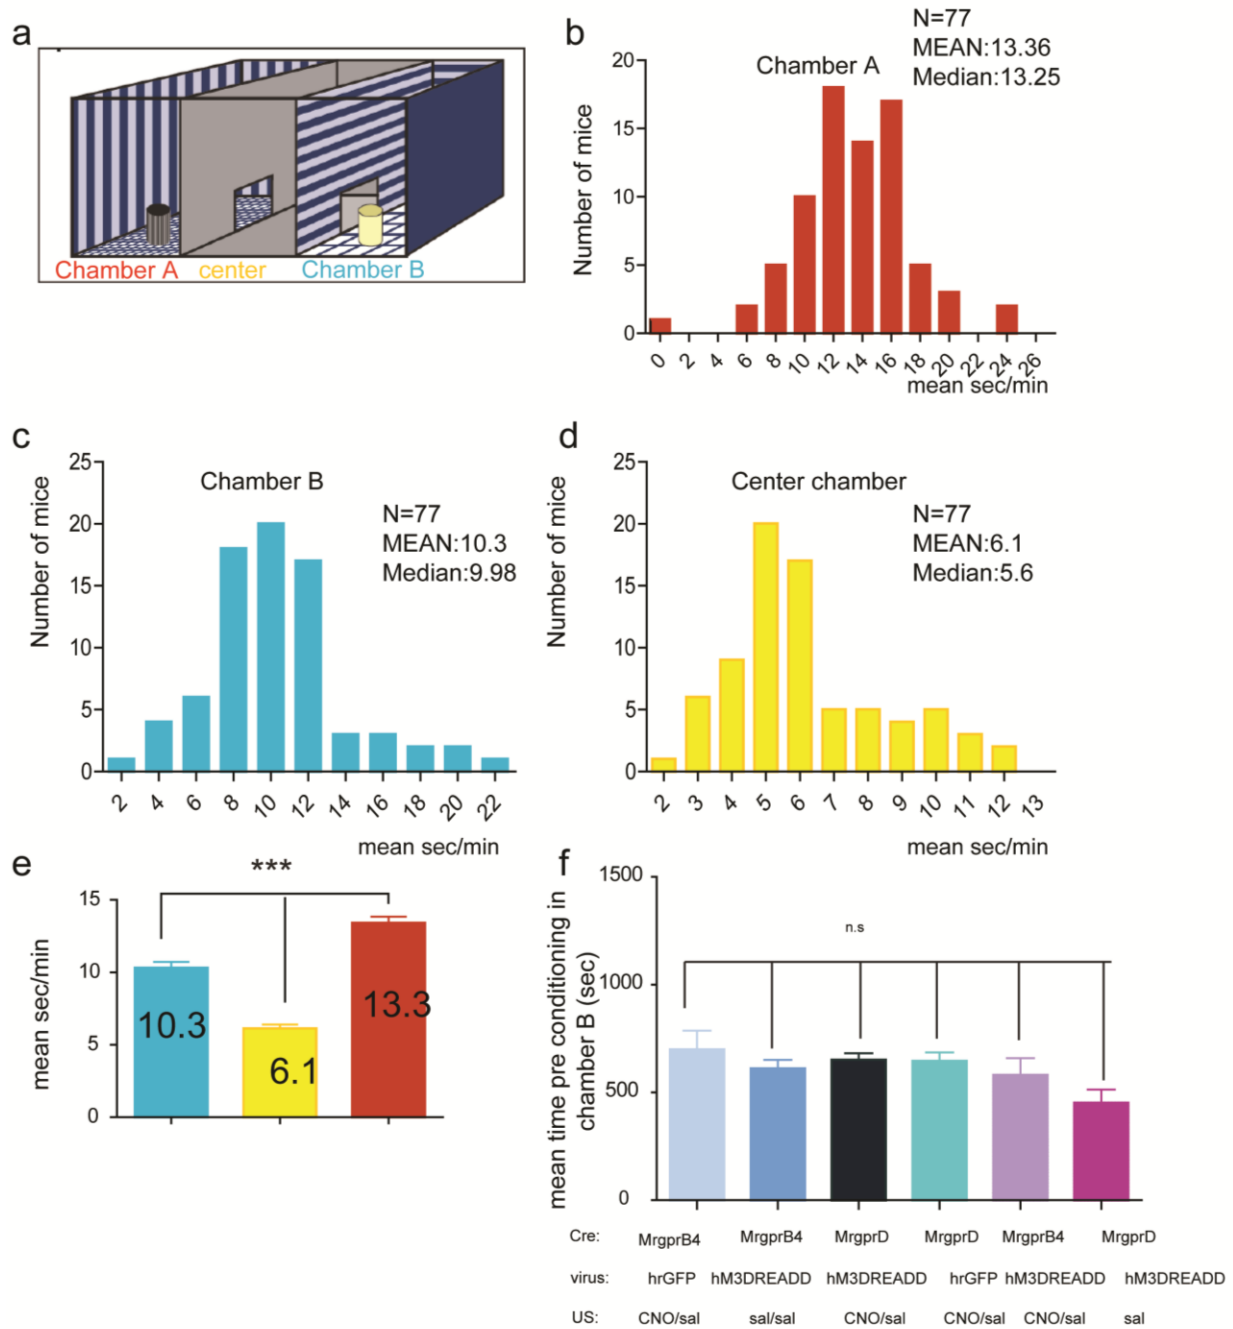 a
Chamber A center Chamber B
b
N=77
MEAN:13.36
Median:13.25
Chamber A
Number of mice
20
15
10
5
0
0 2 4 6 8 10 12 14 16 18 20 22 24 26
mean sec/min
c
Chamber B
N=77
MEAN:10.3
Median:9.98
Number of mice
25
20
15
10
5
0
2 4 6 8 10 12 14 16 18 20 22
mean sec/min
d
Center chamber
N=77
MEAN:6.1
Median:5.6
Number of mice
25
20
15
10
5
0
2 3 4 5 6 7 8 9 10 11 12 13
mean sec/min
e
***
mean sec/min
15
10
5
0
10.3
6.1
13.3
f
mean time pre conditioning in
chamber B (sec)
1500
1000
500
0
n.s
Cre: MrgprB4 MrgprB4 MrgprD MrgprD MrgprB4 MrgprD
virus: hrGFP hM3DREADD hM3DREADD hrGFP hM3DREADD hM3DREADD
US: CNO/sal sal/sal CNO/sal CNO/sal CNO/sal sal